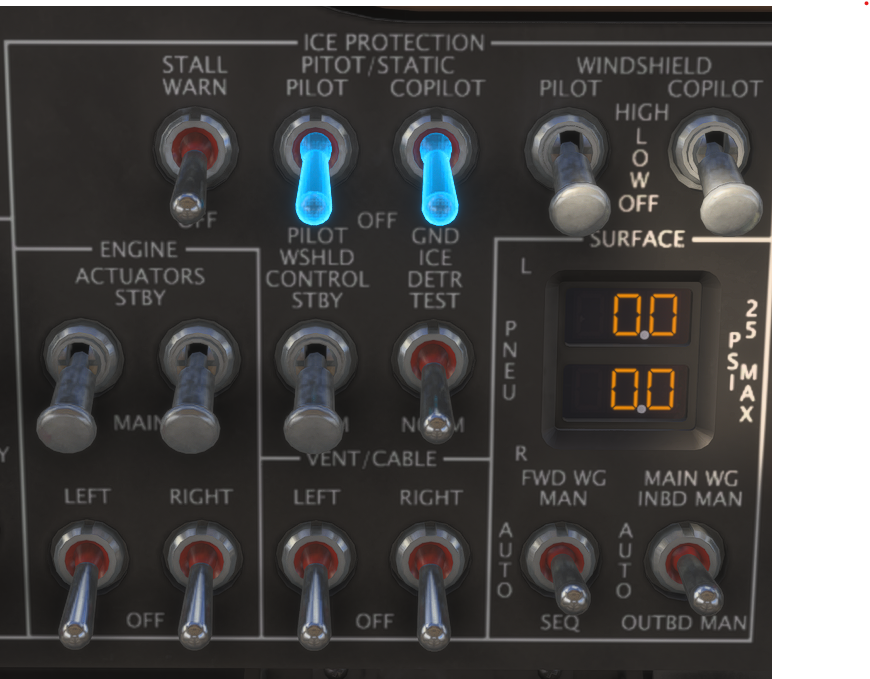 ICE PROTECTION
STALL
WARN
PITOT/STATIC
PILOT COPILOT
WINDSHIELD
PILOT COPILOT
HIGH
LOW
OFF
OFF
OFF
ENGINE
ACTUATORS
STBY
MAIN
PILOT
WSHLD
CONTROL
STBY
GND
ICE
DETR
TEST
SURFACE
L
PNEU
R
0.0
0.0
25
PSI
MAX
LEFT RIGHT
OFF
VENT/CABLE
LEFT RIGHT
OFF
FWD WG
MAN
AUTO
SEQ
MAIN WG
INBD MAN
AUTO
OUTBD MAN